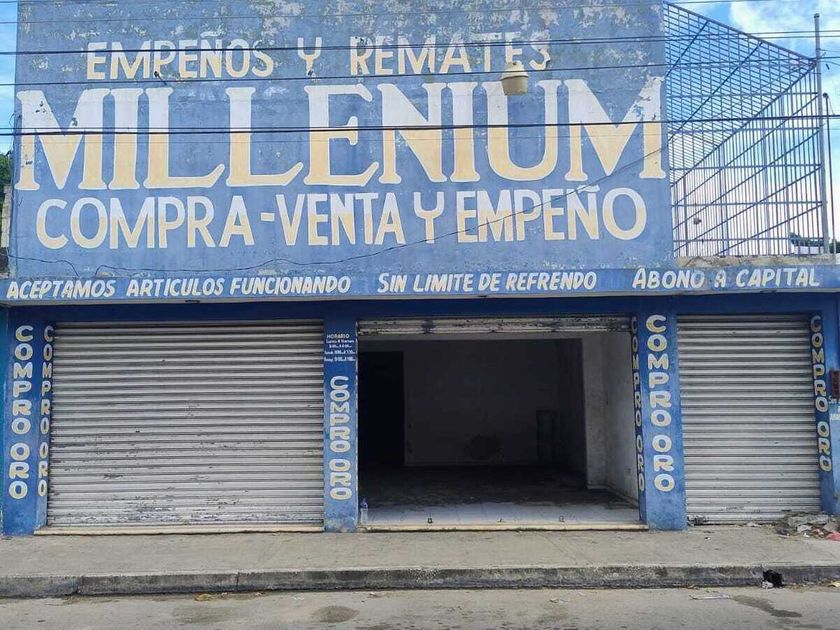 EMPEÑOS Y REMATES
MILLENIUM
COMPRA-VENTA Y EMPEÑO
ACEPTAMOS ARTICULOS FUNCIONANDO SIN LIMITE DE REFRENDO ABONO A CAPITAL
COMPRO ORO
COMPRO ORO
HORARIO
COMPRO ORO
COMPRO ORO
COMPRO ORO
COMPRO ORO